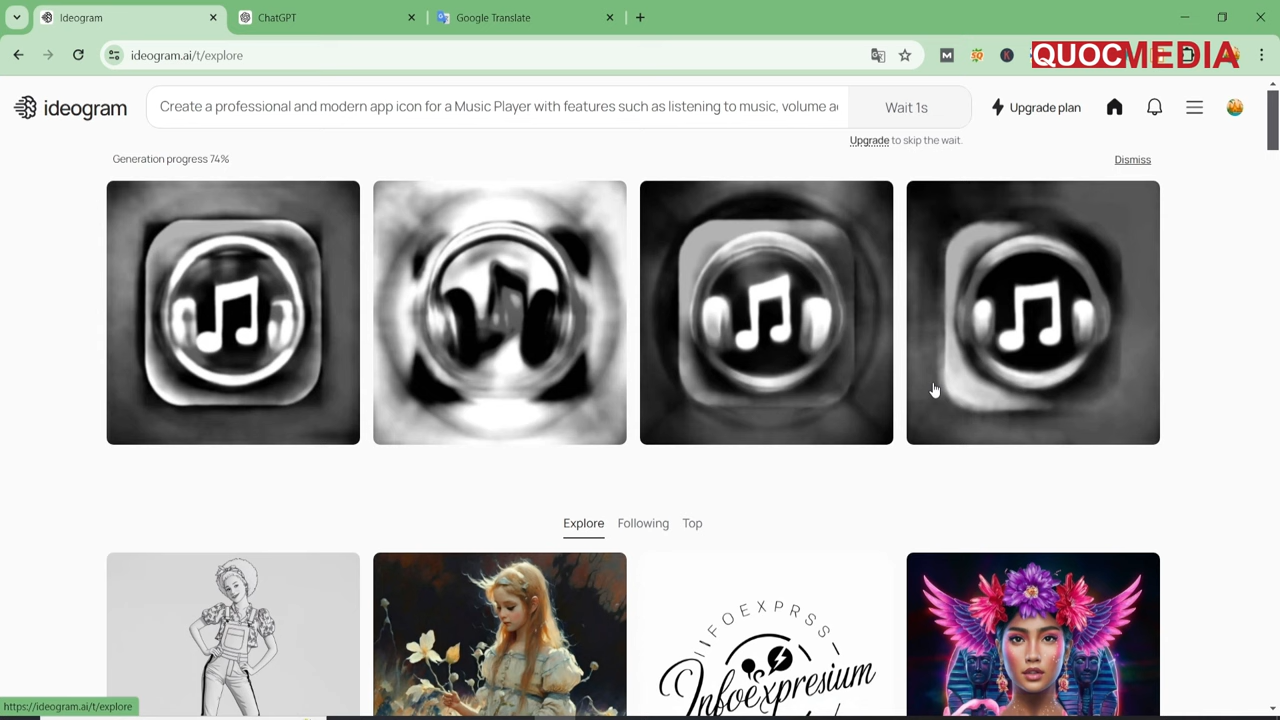 Ideogram
ChatGPT
Google Translate
ideogram.ai/t/explore
QUOCMEDIA
ideogram
Create a professional and modern app icon for a Music Player with features such as listening to music, volume a
Wait 1s
Upgrade plan
Upgrade to skip the wait.
Generation progress 74%
Dismiss
Explore
Following
Top
IFOEXPRSS
Infoexpresium
https://ideogram.ai/t/explore